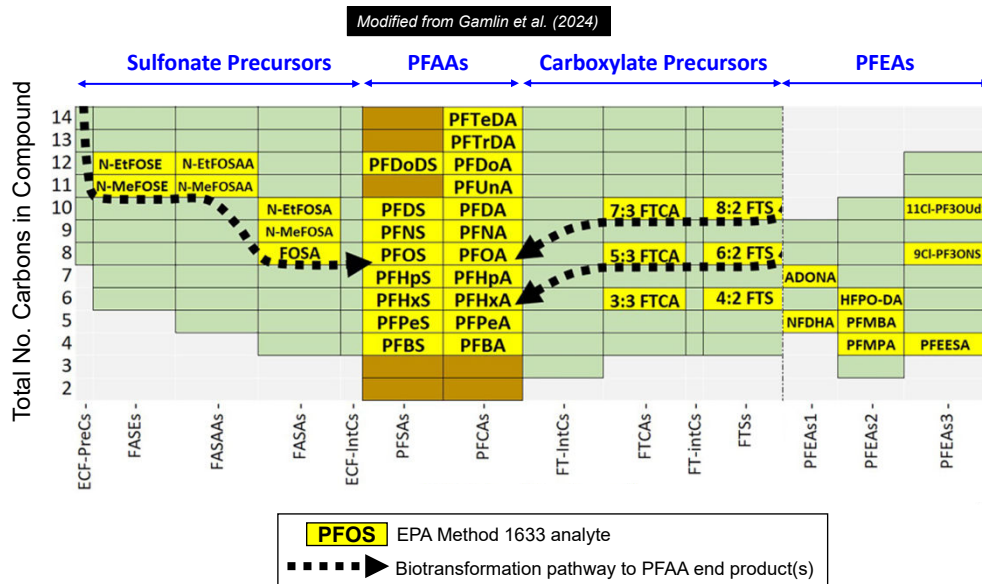 Modified from Gamlin et al. (2024)
Sulfonate Precursors PFAAs Carboxylate Precursors PFEAs
Total No. Carbons in Compound
14 PFTeDA
13 PFTrDA
12 N-EtFOSE N-EtFOSAA PFDoDS PFDoA
11 N-MeFOSE N-MeFOSAA PFUnA
10 N-EtFOSA PFDS PFDA 7:3 FTCA 8:2 FTS 11Cl-PF3OUd
9 N-MeFOSA PFNS PFNA
8 FOSA PFOS PFOA 5:3 FTCA 6:2 FTS 9Cl-PF3ONS
7 PFHpS PFHpA ADONA
6 PFHxS PFHxA 3:3 FTCA 4:2 FTS HFPO-DA
5 PFPeS PFPeA NFDHA PFMBA
4 PFBS PFBA PFMPA PFEESA
3
2
ECF-PreCs FASEs FASAAs FASAs ECF-IntCs PFSAs PFCAs FT-IntCs FTCAs FT-intCs FTSs PFEAs1 PFEAs2 PFEAs3
PFOS EPA Method 1633 analyte
Biotransformation pathway to PFAA end product(s)